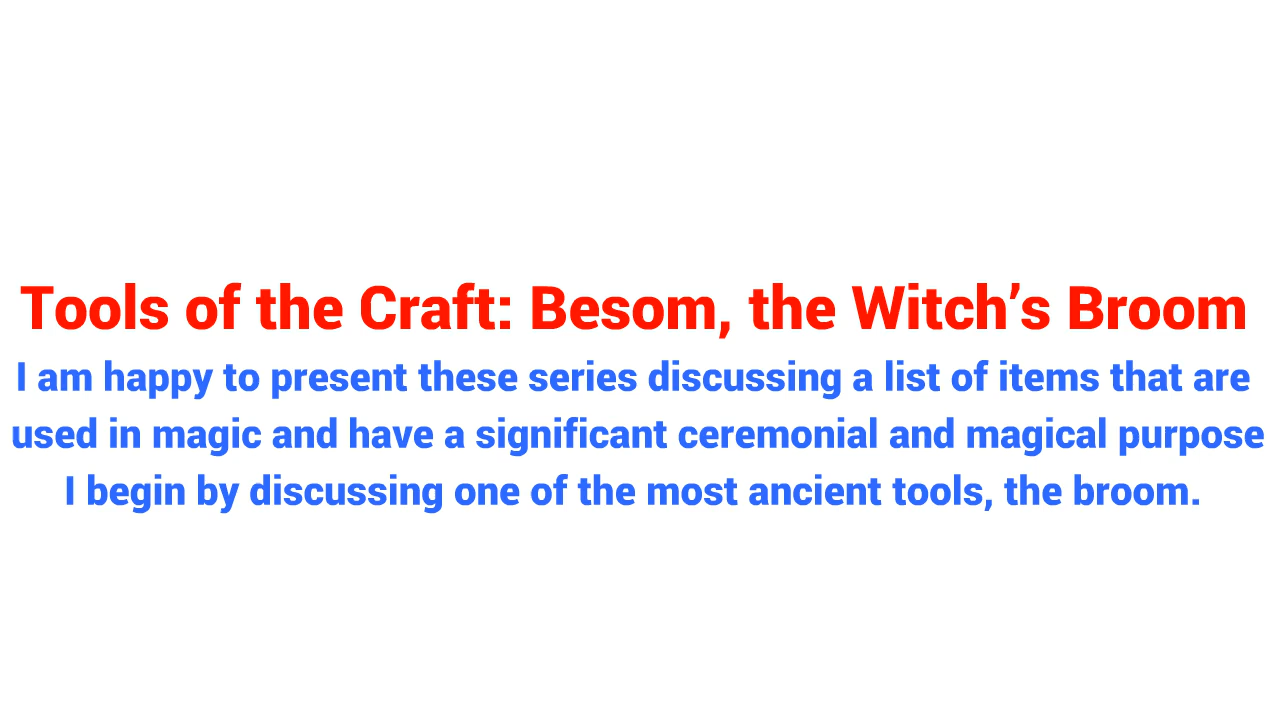 Tools of the Craft: Besom, the Witch’s Broom
I am happy to present these series discussing a list of items that are
used in magic and have a significant ceremonial and magical purpose
I begin by discussing one of the most ancient tools, the broom.